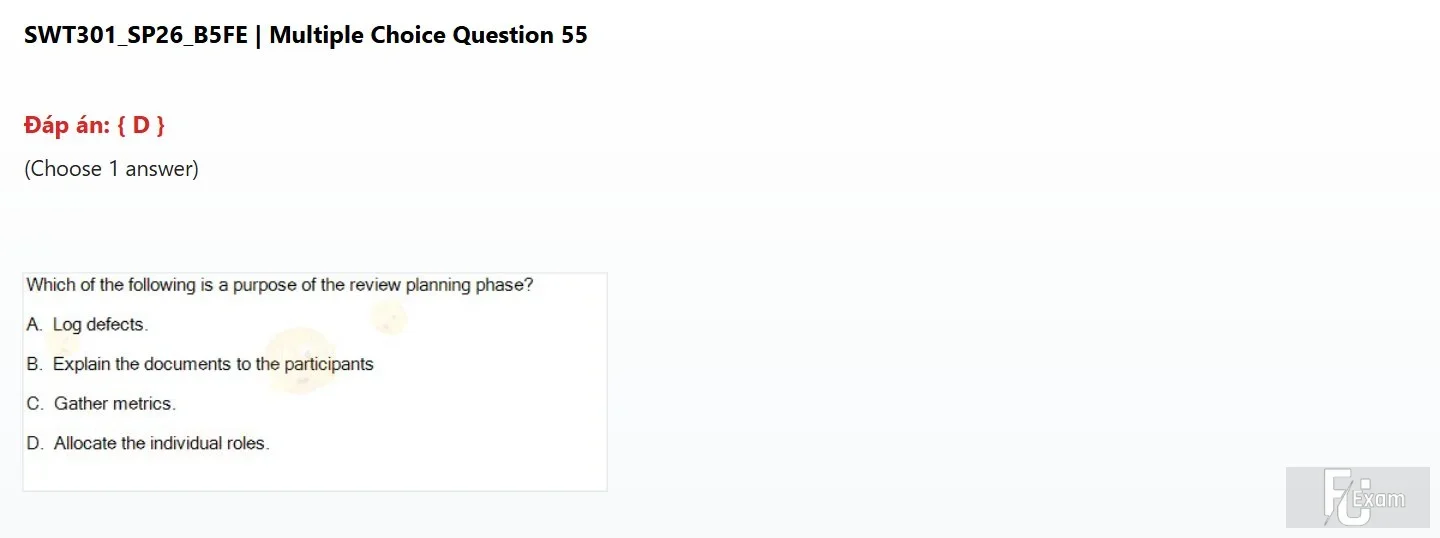 SWT301_SP26_B5FE | Multiple Choice Question 55
Đáp án: { D }
(Choose 1 answer)
Which of the following is a purpose of the review planning phase?
A. Log defects.
B. Explain the documents to the participants
C. Gather metrics.
D. Allocate the individual roles.
FU Exam